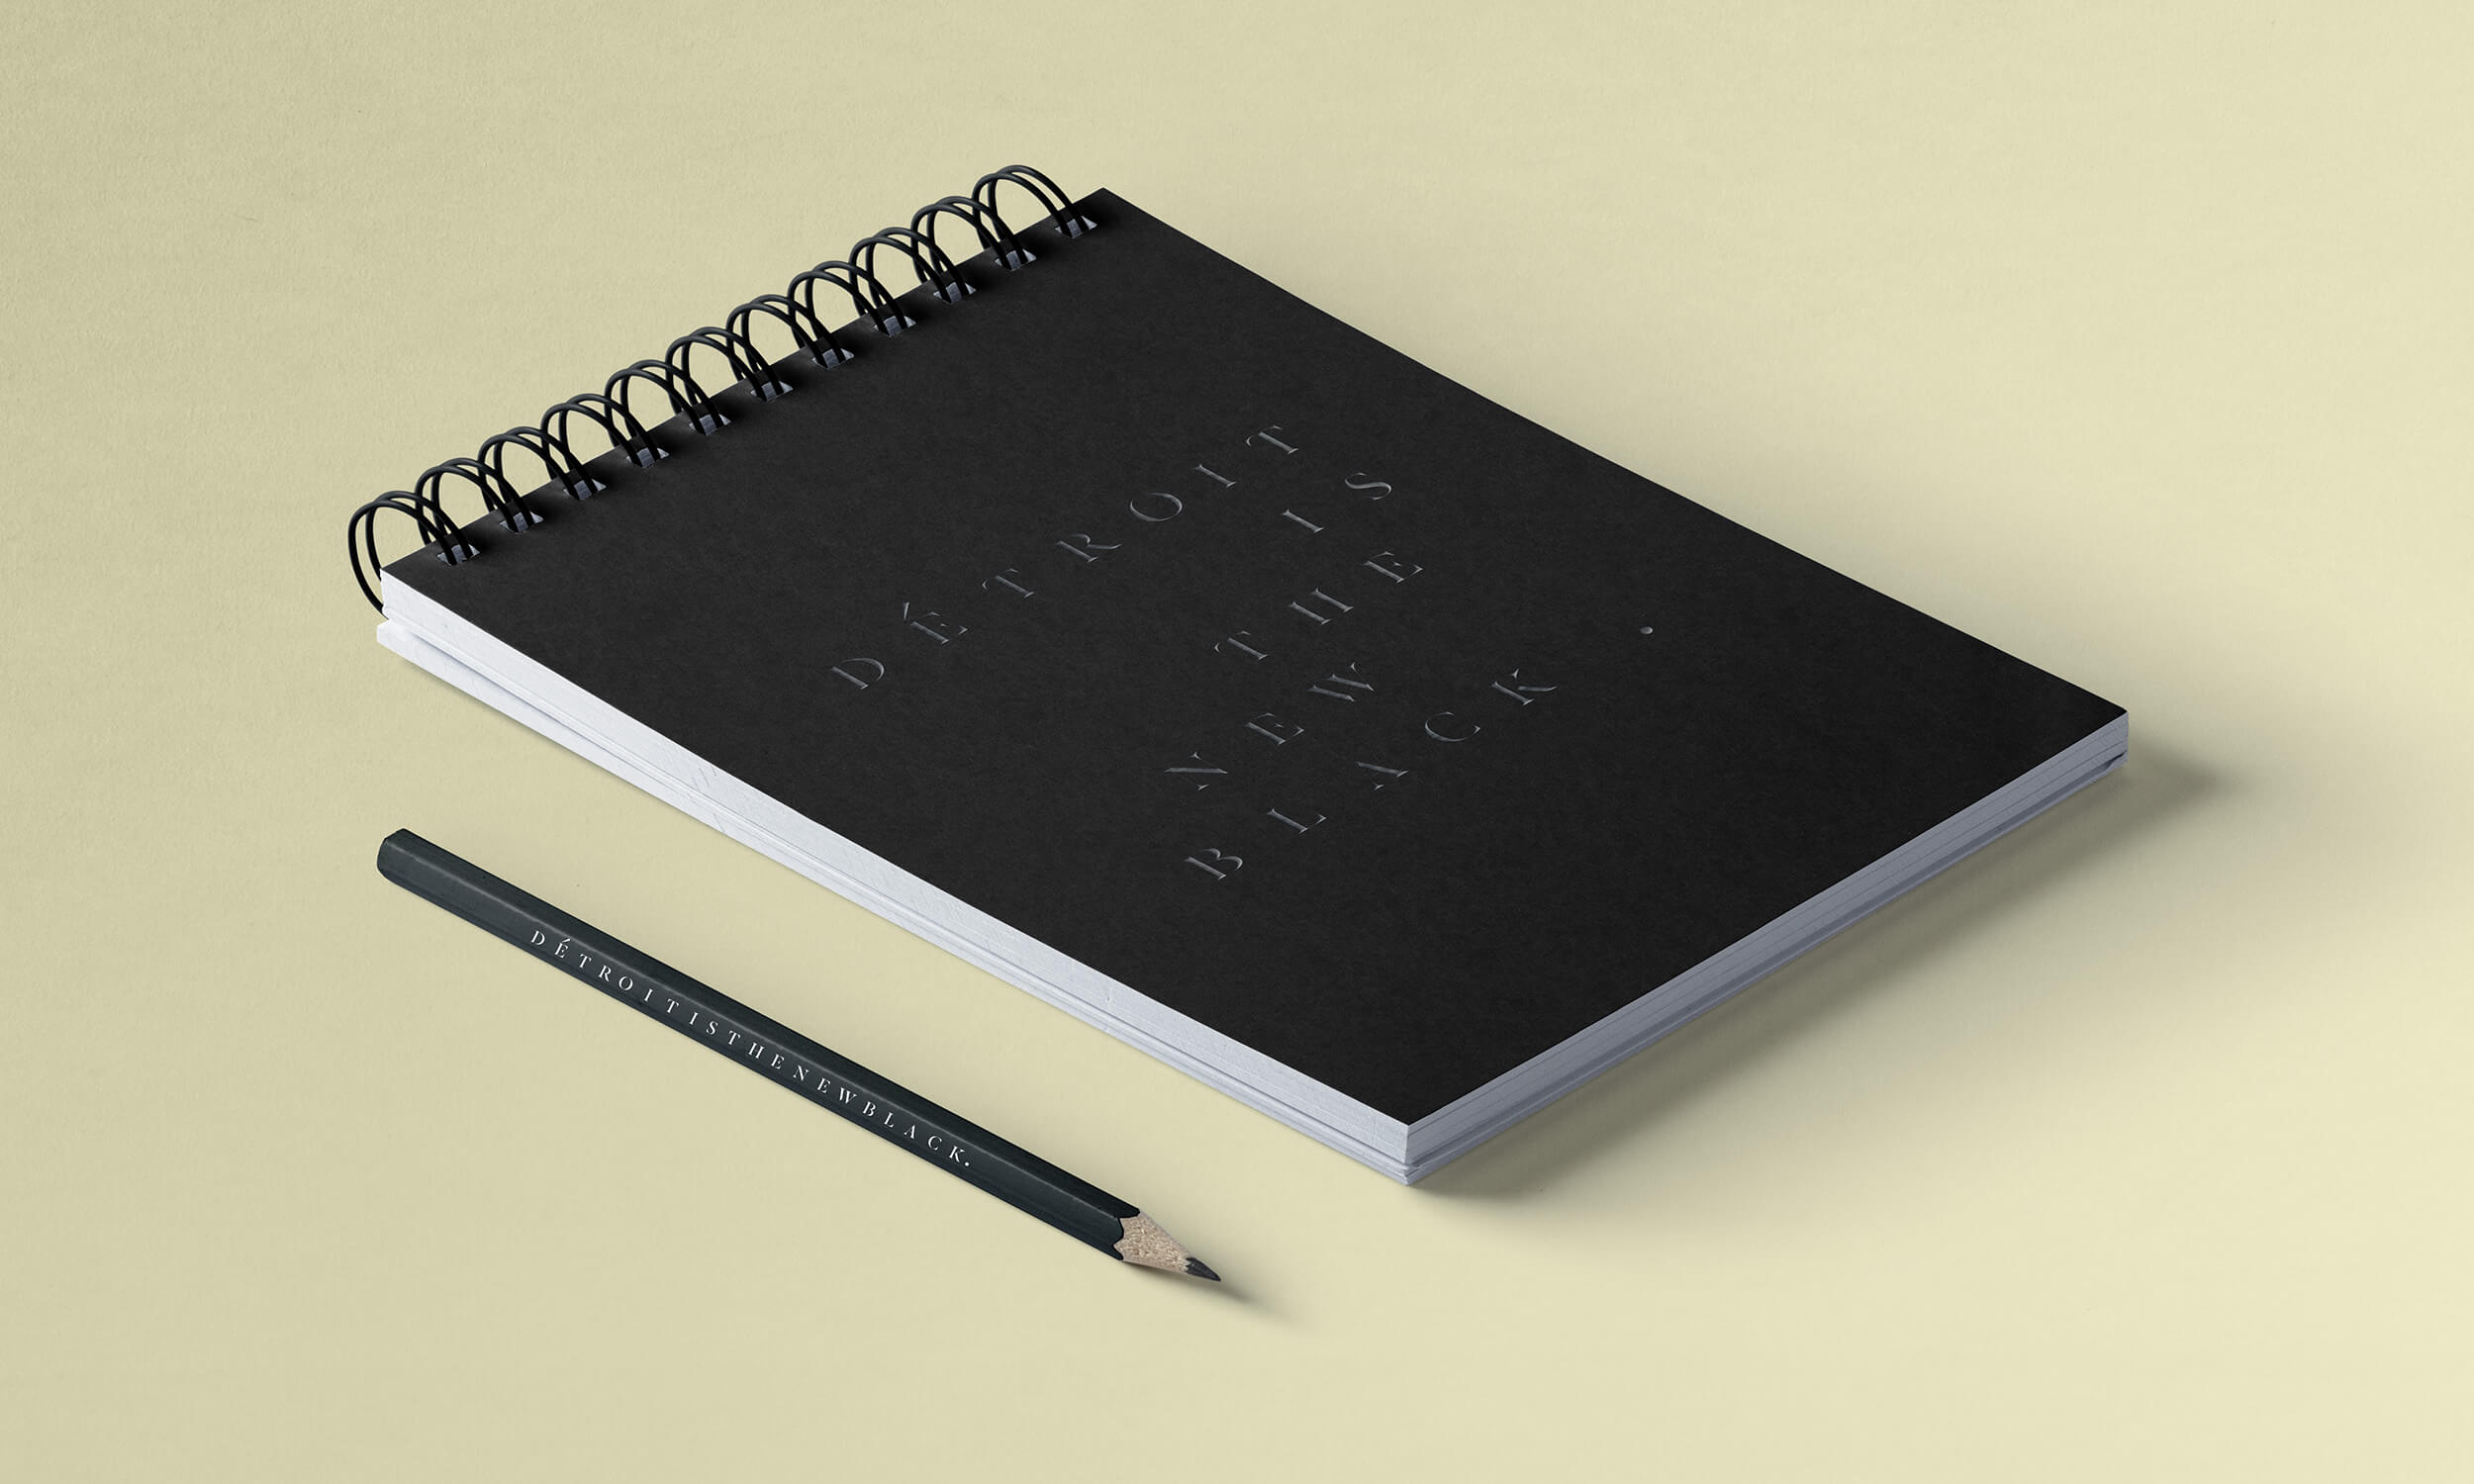 DÉTROIT
IS
THE
NEW
BLACK.
DÉTROITISTHENEWBLACK.